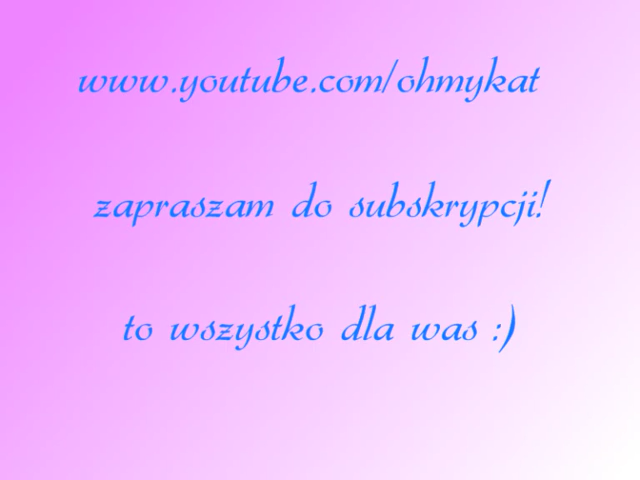 www.youtube.com/ohmykat
zapraszam do subskrypcji!
to wszystko dla was :)